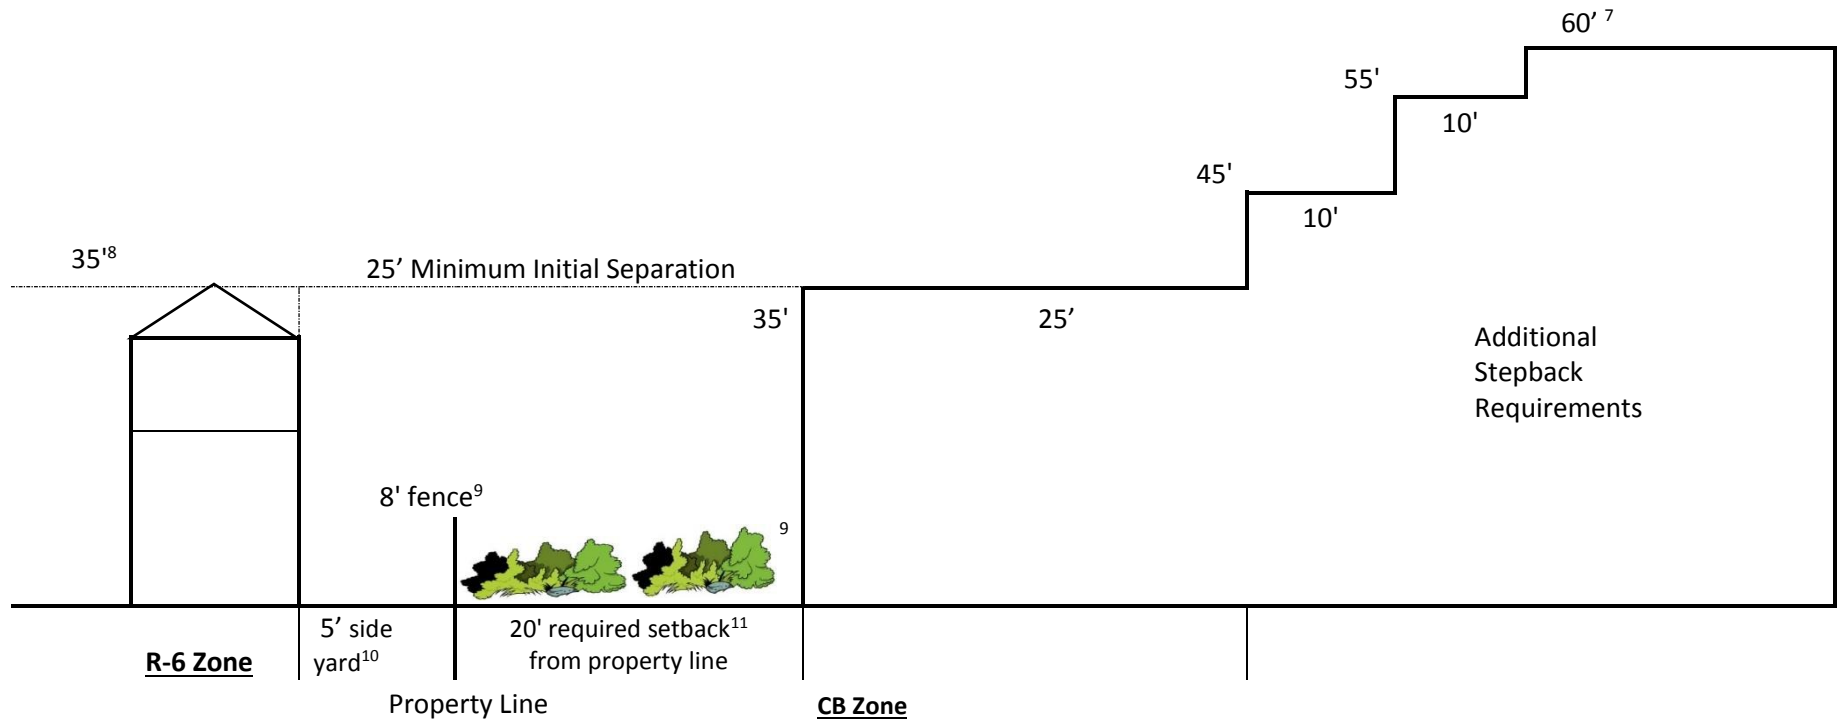 60’ 7
55'
10'
45'
10'
35'8
25’ Minimum Initial Separation
35'
25’
Additional
Stepback
Requirements
8' fence9
9
5’ side
yard10
20' required setback11
from property line
R-6 Zone
Property Line
CB Zone